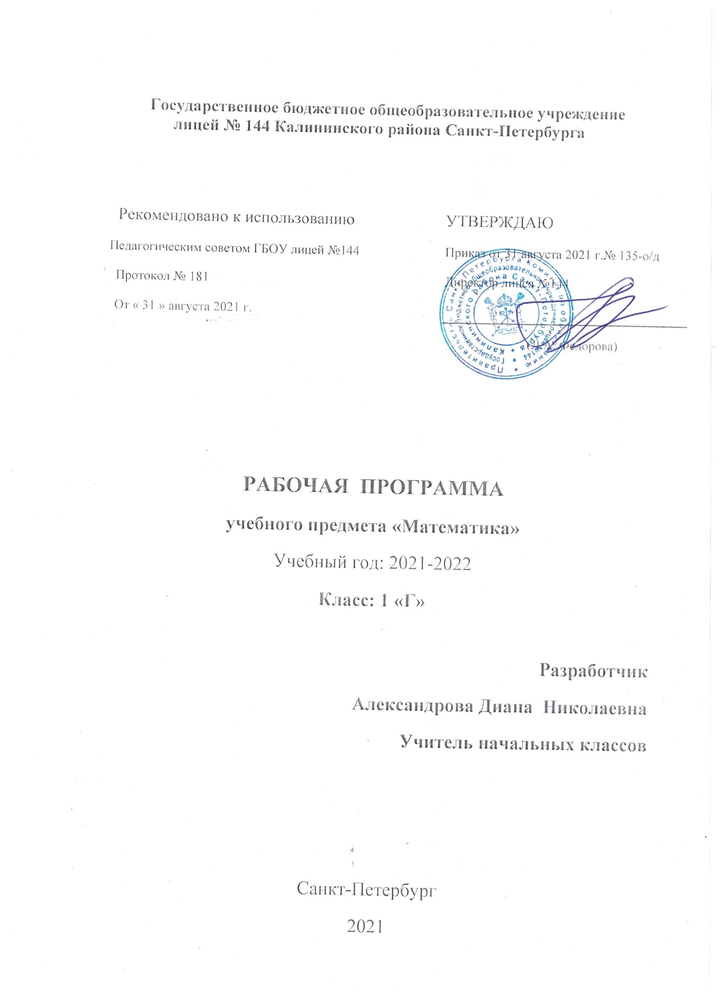 Государственное бюджетное общеобразовательное учреждение
лицей № 144 Калининского района Санкт-Петербурга
Рекомендовано к использованию
Педагогическим советом ГБОУ лицей №144
Протокол № 181
От « 31 » августа 2021 г.
УТВЕРЖДАЮ
Приказ от 31 августа 2021 г.№ 135-о/д
Директор лицея №144
Федорова)
Правительство Санкт-Петербурга Комитет по образованию
Государственное бюджетное общеобразовательное учреждение лицей №144
Калининского района Санкт-Петербурга
РАБОЧАЯ ПРОГРАММА
учебного предмета «Математика»
Учебный год: 2021-2022
Класс: 1 «Г»
Разработчик
Александрова Диана Николаевна
Учитель начальных классов
Санкт-Петербург
2021